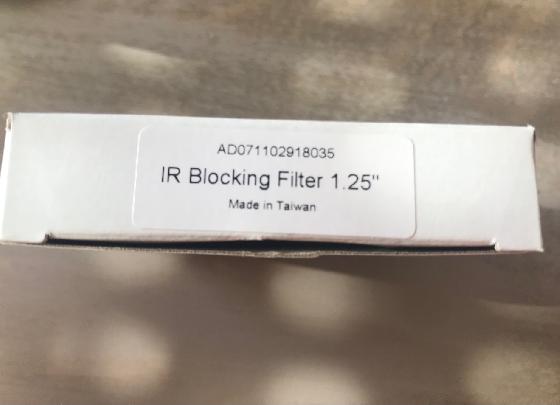 AD071102918035
IR Blocking Filter 1.25"
Made in Taiwan